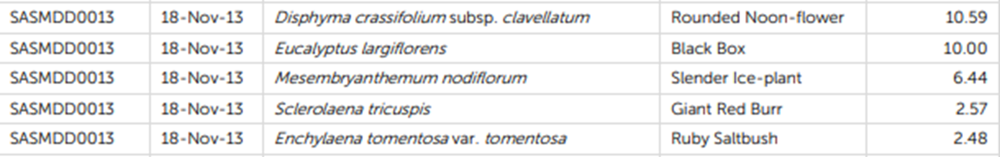 SASMDD0013 18-Nov-13 Disphyma crassifolium subsp. clavellatum Rounded Noon-flower 10.59
SASMDD0013 18-Nov-13 Eucalyptus largiflorens Black Box 10.00
SASMDD0013 18-Nov-13 Mesembryanthemum nodiflorum Slender Ice-plant 6.44
SASMDD0013 18-Nov-13 Sclerolaena tricuspis Giant Red Burr 2.57
SASMDD0013 18-Nov-13 Enchylaena tomentosa var. tomentosa Ruby Saltbush 2.48